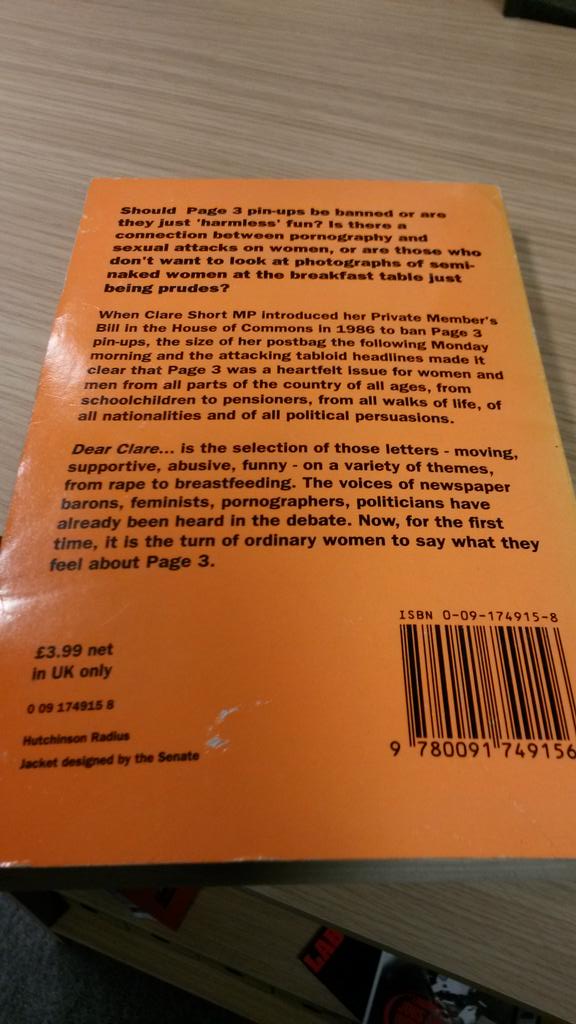 Should Page 3 pin-ups be banned or are
they just 'harmless' fun? Is there a
connection between pornography and
sexual attacks on women, or are those who
don't want to look at photographs of semi-
naked women at the breakfast table just
being prudes?
When Clare Short MP introduced her Private Member's
Bill in the House of Commons in 1986 to ban Page 3
pin-ups, the size of her postbag the following Monday
morning and the attacking tabloid headlines made it
clear that Page 3 was a heartfelt issue for women and
men from all parts of the country of all ages, from
schoolchildren to pensioners, from all walks of life, of
all nationalities and of all political persuasions.
Dear Clare... is the selection of those letters - moving,
supportive, abusive, funny - on a variety of themes,
from rape to breastfeeding. The voices of newspaper
barons, feminists, pornographers, politicians have
already been heard in the debate. Now, for the first
time, it is the turn of ordinary women to say what they
feel about Page 3.
£3.99 net
in UK only
0 09 174915 8
Hutchinson Radius
Jacket designed by the Senate
ISBN 0-09-174915-8
9 780091 749156